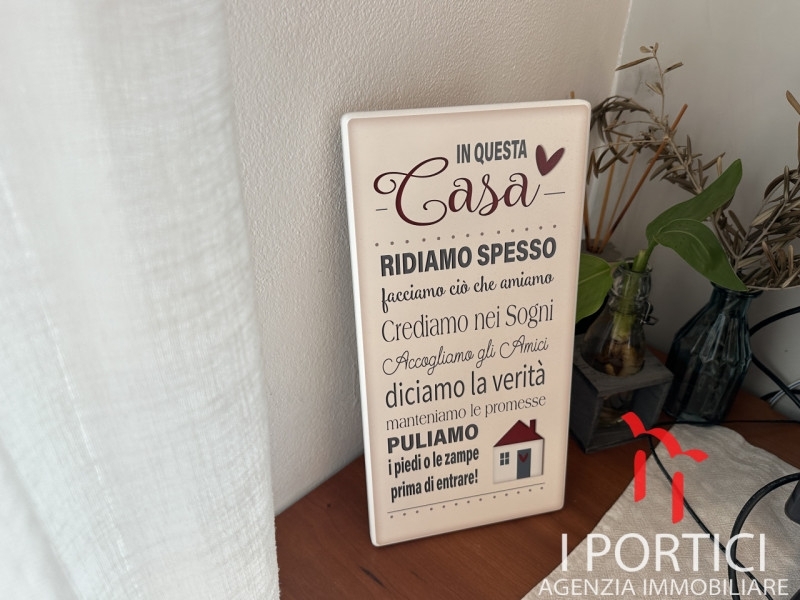 IN QUESTA
Casa
RIDIAMO SPESSO
facciamo ciò che amiamo
Crediamo nei Sogni
Accogliamo gli Amici
diciamo la verità
manteniamo le promesse
PULIAMO
i piedi o le zampe
prima di entrare!
I PORTICI
AGENZIA IMMOBILIARE